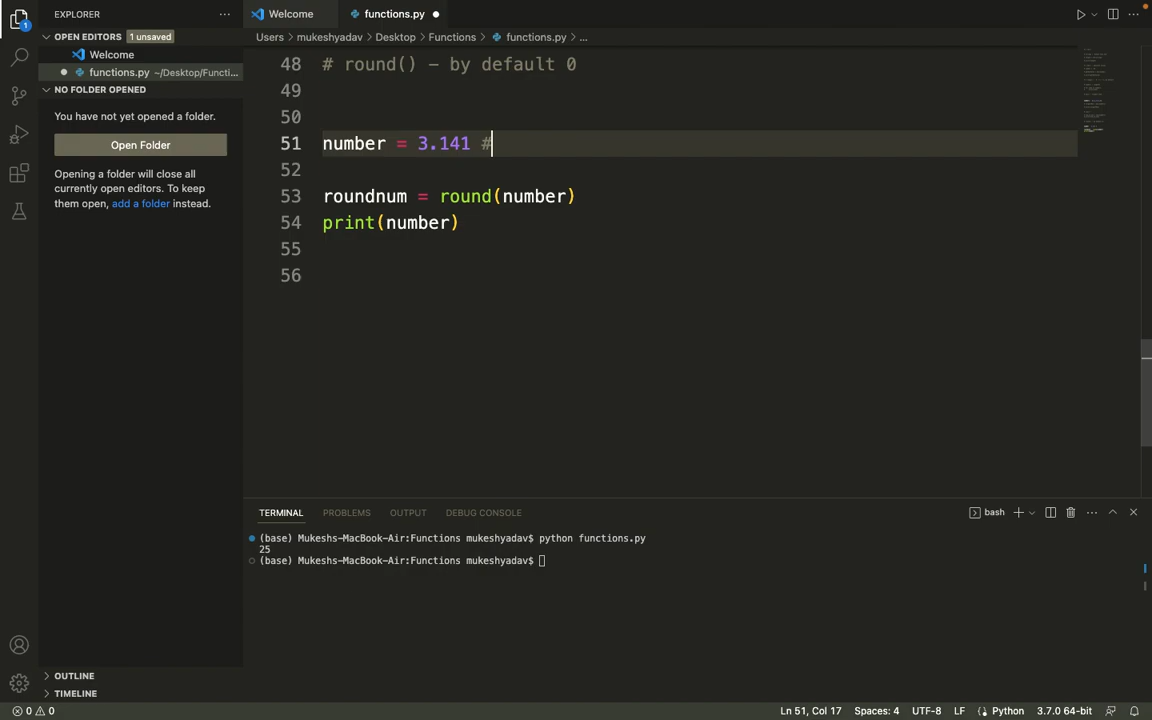 EXPLORER ···
OPEN EDITORS 1 unsaved
Welcome
functions.py ~/Desktop/Functi...
NO FOLDER OPENED
You have not yet opened a folder.
Open Folder
Opening a folder will close all
currently open editors. To keep
them open, add a folder instead.
OUTLINE
TIMELINE
1
Welcome
functions.py
Users > mukeshyadav > Desktop > Functions > functions.py > ...
48 # round() - by default 0
49
50
51 number = 3.141 #
52
53 roundnum = round(number)
54 print(number)
55
56
TERMINAL PROBLEMS OUTPUT DEBUG CONSOLE
bash
(base) Mukeshs-MacBook-Air:Functions mukeshyadav$ python functions.py
25
(base) Mukeshs-MacBook-Air:Functions mukeshyadav$
0 0
Ln 51, Col 17 Spaces: 4 UTF-8 LF Python 3.7.0 64-bit